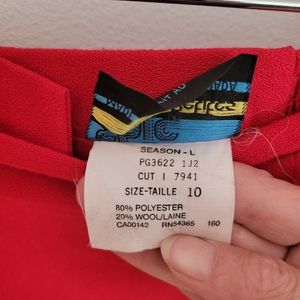 SEASON - L
PG3622 1J2
CUT I 7941
SIZE-TAILLE 10
80% POLYESTER
20% WOOL/LAINE
CA00142 RN54365 160